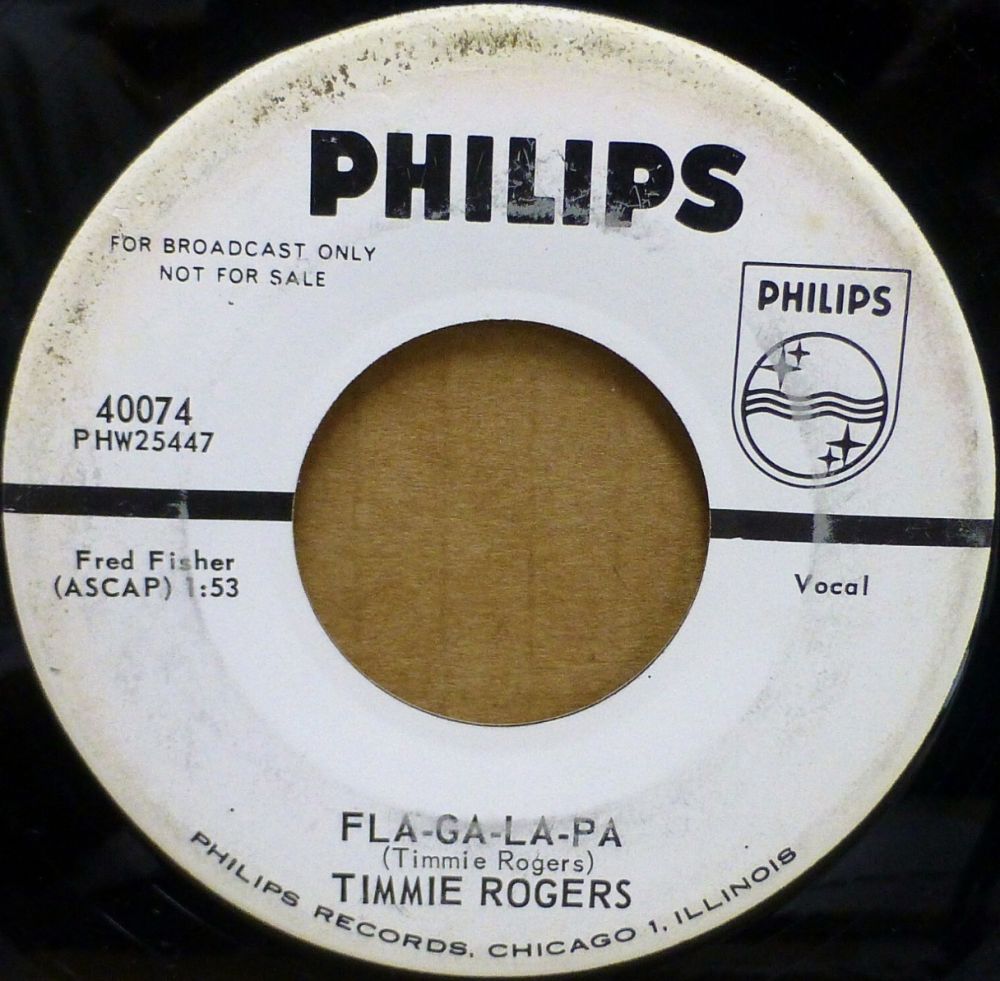 PHILIPS
FOR BROADCAST ONLY
NOT FOR SALE
PHILIPS
40074
PHW25447
Fred Fisher
(ASCAP) 1:53
Vocal
FLA-GA-LA-PA
(Timmie Rogers)
TIMMIE ROGERS
PHILIPS RECORDS, CHICAGO 1, ILLINOIS